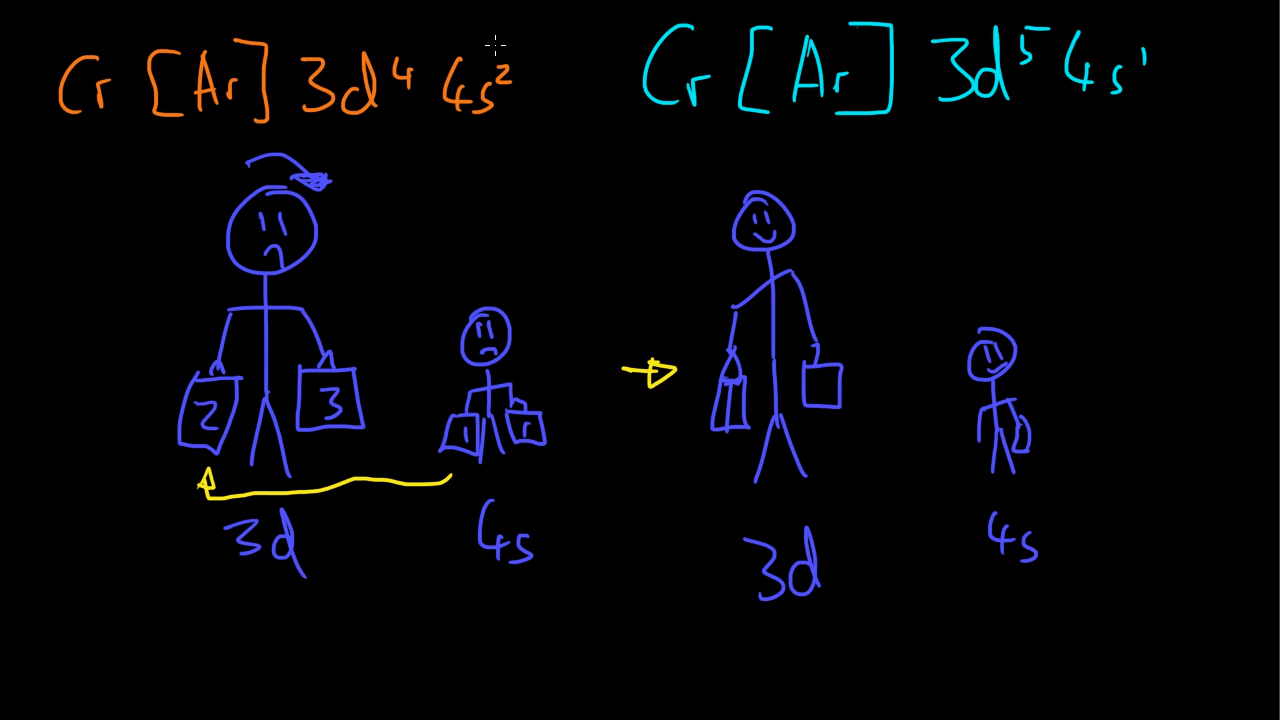 Cr [Ar] 3d⁴ 4s²
Cr [Ar] 3d⁵ 4s¹
2 3
1 1
3d 4s
3d 4s